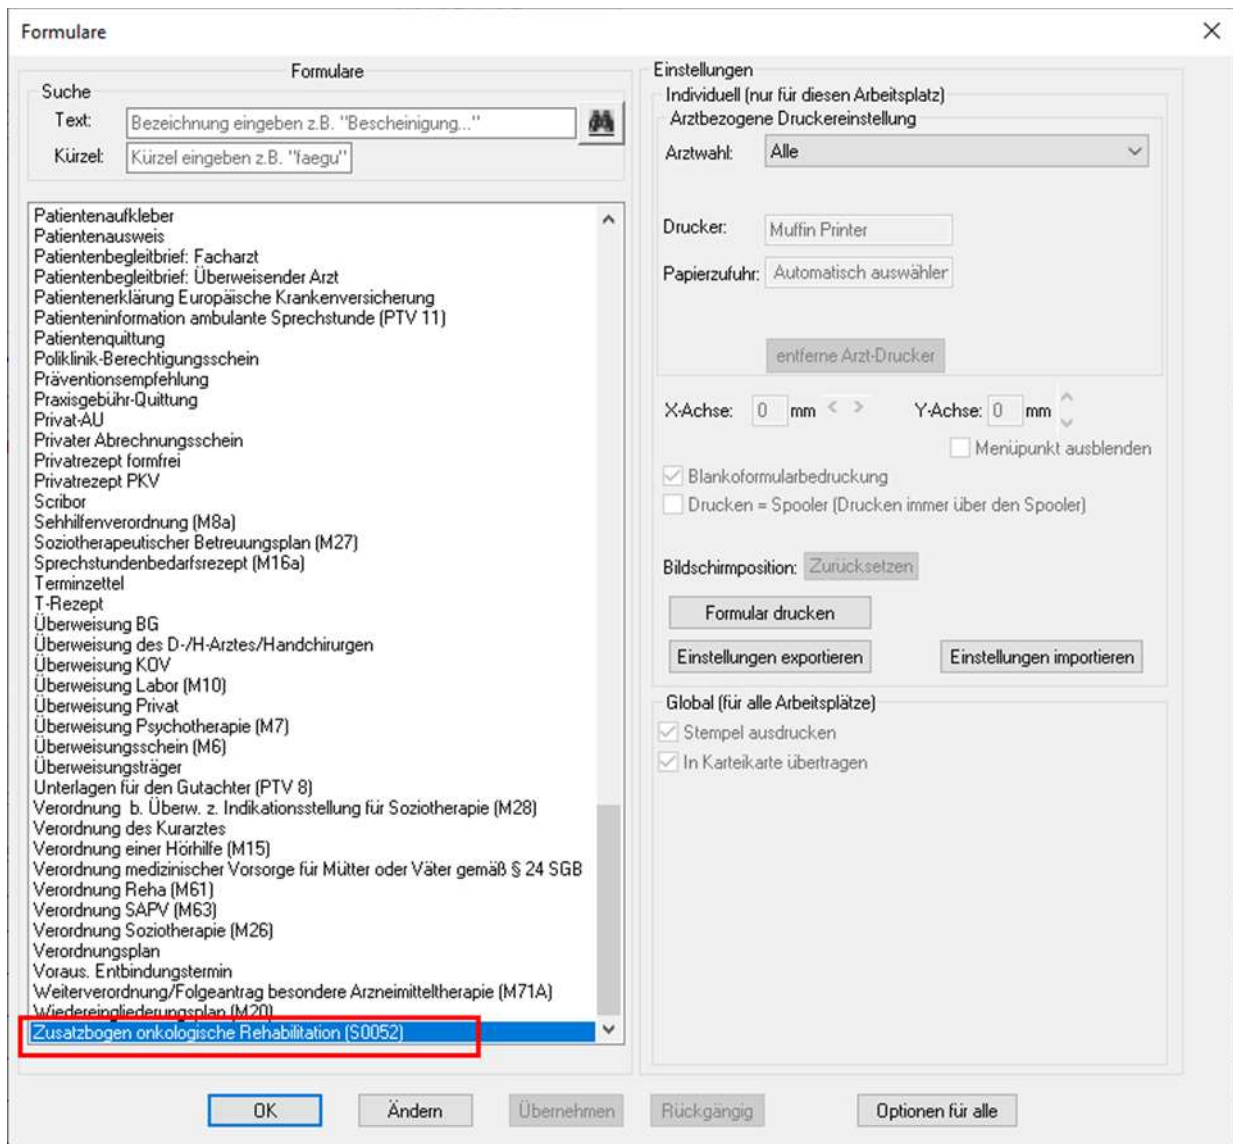 Formulare
Formulare
Suche
Text: Bezeichnung eingeben z.B. "Bescheinigung..."
Kürzel: Kürzel eingeben z.B. "faegu"
Patientenaufkleber
Patientenausweis
Patientenbegleitbrief: Facharzt
Patientenbegleitbrief: Überweisender Arzt
Patientenerklärung Europäische Krankenversicherung
Patienteninformation ambulante Sprechstunde (PTV 11)
Patientenquittung
Poliklinik-Berechtigungsschein
Präventionsempfehlung
Praxisgebühr-Quittung
Privat-AU
Privater Abrechnungsschein
Privatrezept formfrei
Privatrezept PKV
Scribor
Sehhilfenverordnung (M8a)
Soziotherapeutischer Betreuungsplan (M27)
Sprechstundenbedarfsrezept (M16a)
Terminzettel
T-Rezept
Überweisung BG
Überweisung des D-/H-Arztes/Handchirurgen
Überweisung KOV
Überweisung Labor (M10)
Überweisung Privat
Überweisung Psychotherapie (M7)
Überweisungsschein (M6)
Überweisungsträger
Unterlagen für den Gutachter (PTV 8)
Verordnung b. Überw. z. Indikationsstellung für Soziotherapie (M28)
Verordnung des Kurarztes
Verordnung einer Hörhilfe (M15)
Verordnung medizinischer Vorsorge für Mütter oder Väter gemäß § 24 SGB
Verordnung Reha (M61)
Verordnung SAPV (M63)
Verordnung Soziotherapie (M26)
Verordnungsplan
Voraus. Entbindungstermin
Weiterverordnung/Folgeantrag besondere Arzneimitteltherapie (M71A)
Wiedereingliederungsplan (M20)
Zusatzbogen onkologische Rehabilitation (S0052)
Einstellungen
Individuell (nur für diesen Arbeitsplatz)
Arztbezogene Druckereinstellung
Arztwahl: Alle
Drucker: Muffin Printer
Papierzufuhr: Automatisch auswähler
entferne Arzt-Drucker
X-Achse: 0 mm < > Y-Achse: 0 mm
Menüpunkt ausblenden
Blankoformularbedruckung
Drucken = Spooler (Drucken immer über den Spooler)
Bildschirmposition: Zurücksetzen
Formular drucken
Einstellungen exportieren Einstellungen importieren
Global (für alle Arbeitsplätze)
Stempel ausdrucken
In Karteikarte übertragen
OK Ändern Übernehmen Rückgängig Optionen für alle